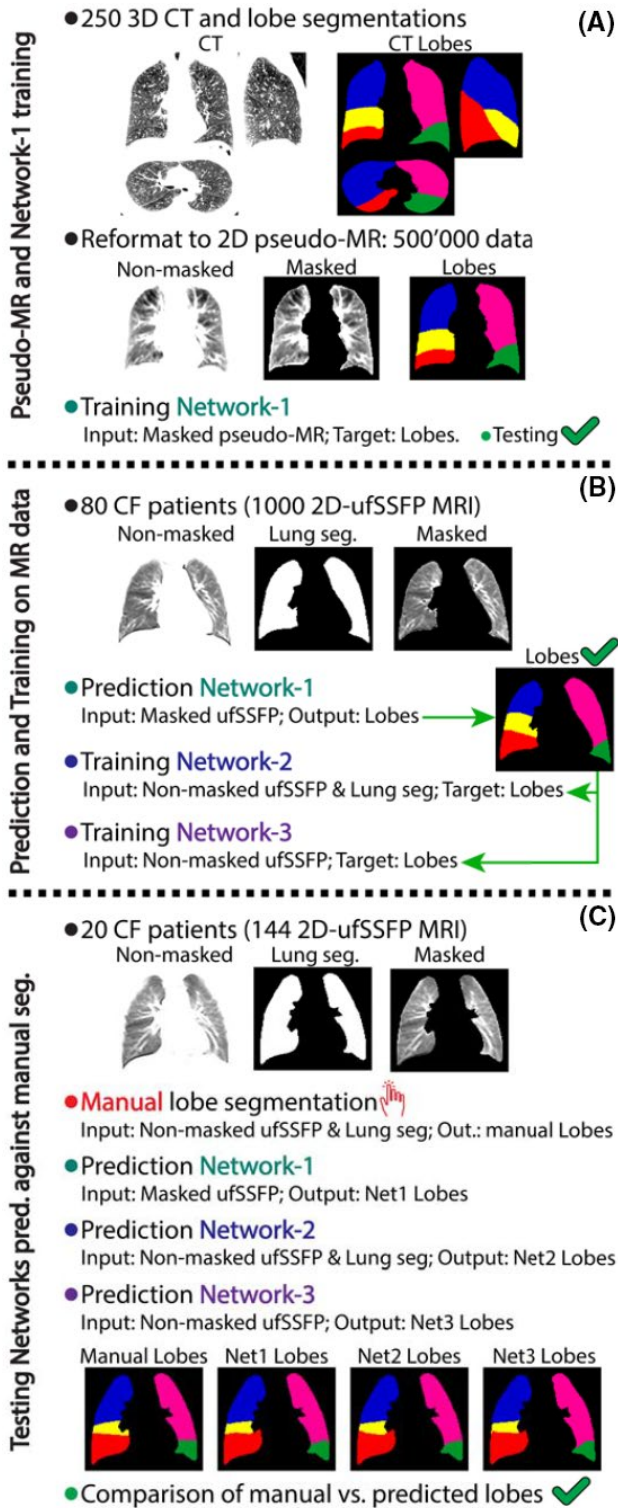 Pseudo-MR and Network-1 training
●250 3D CT and lobe segmentations
(A)
CT
CT Lobes
●Reformat to 2D pseudo-MR: 500'000 data
Non-masked
Masked
Lobes
●Training Network-1
Input: Masked pseudo-MR; Target: Lobes.
●Testing
Prediction and Training on MR data
(B)
●80 CF patients (1000 2D-ufSSFP MRI)
Non-masked
Lung seg.
Masked
Lobes
●Prediction Network-1
Input: Masked ufSSFP; Output: Lobes
●Training Network-2
Input: Non-masked ufSSFP & Lung seg; Target: Lobes
●Training Network-3
Input: Non-masked ufSSFP; Target: Lobes
Testing Networks pred. against manual seg.
(C)
●20 CF patients (144 2D-ufSSFP MRI)
Non-masked
Lung seg.
Masked
●Manual lobe segmentation
Input: Non-masked ufSSFP & Lung seg; Out.: manual Lobes
●Prediction Network-1
Input: Masked ufSSFP; Output: Net1 Lobes
●Prediction Network-2
Input: Non-masked ufSSFP & Lung seg; Output: Net2 Lobes
●Prediction Network-3
Input: Non-masked ufSSFP; Output: Net3 Lobes
Manual Lobes
Net1 Lobes
Net2 Lobes
Net3 Lobes
●Comparison of manual vs. predicted lobes